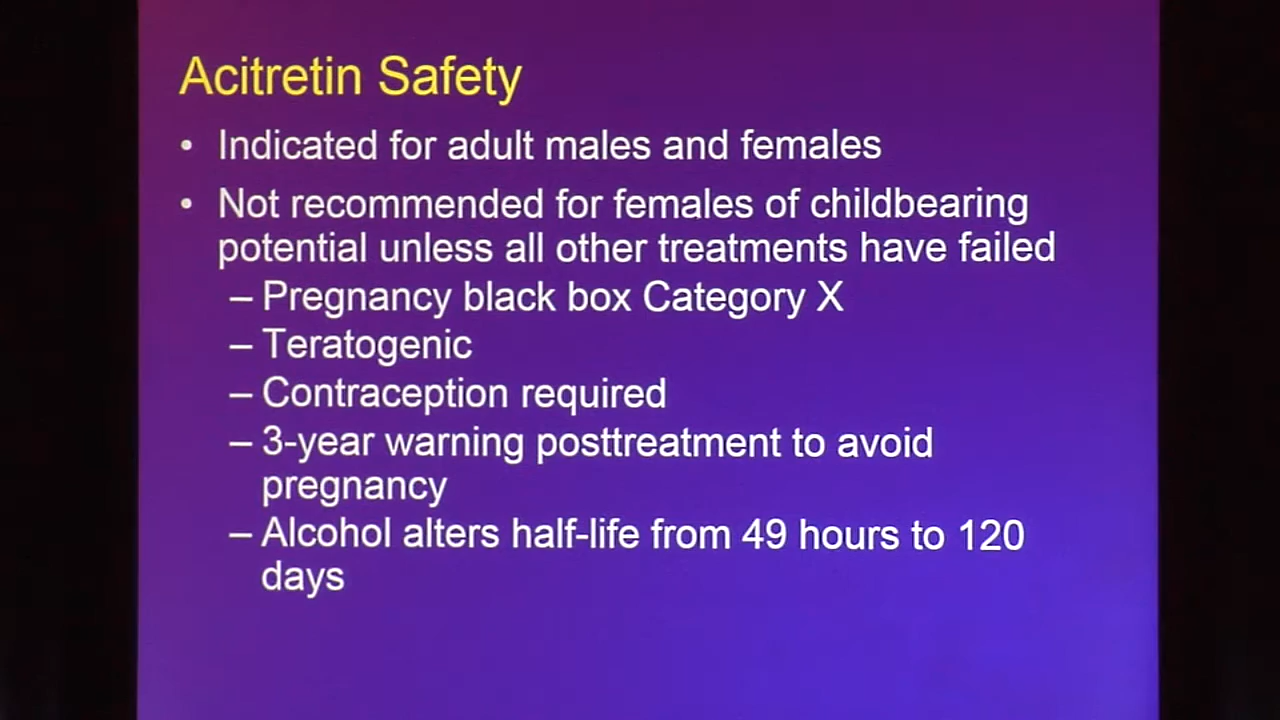 Acitretin Safety
• Indicated for adult males and females
• Not recommended for females of childbearing
potential unless all other treatments have failed
– Pregnancy black box Category X
– Teratogenic
– Contraception required
– 3-year warning posttreatment to avoid
pregnancy
– Alcohol alters half-life from 49 hours to 120
days